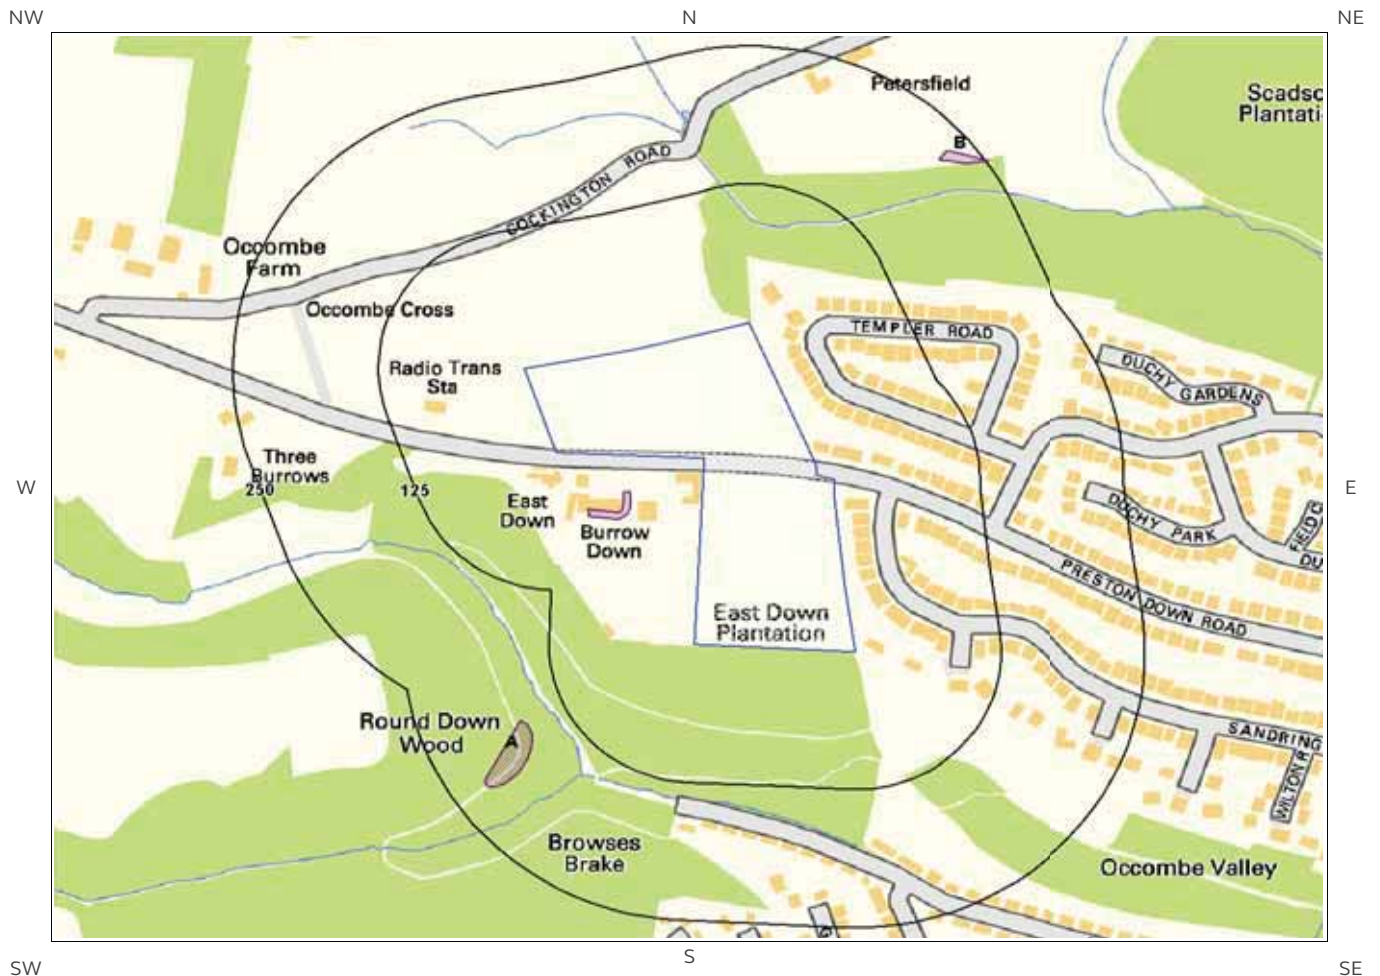 NW
N
NE
Petersfield
Scadsc
Plantati
B
COCKINGTON ROAD
Occombe
Farm
Occombe Cross
TEMPLER ROAD
Radio Trans
Sta
DUCHY GARDENS
Three
Burrows
250
125
W
E
East
Down
Burrow
Down
DUCHY PARK
FIELD C
DU
PRESTON DOWN ROAD
East Down
Plantation
Round Down
Wood
A
SANDRING
WILTON R
Browses
Brake
Occombe Valley
G
SW
S
SE